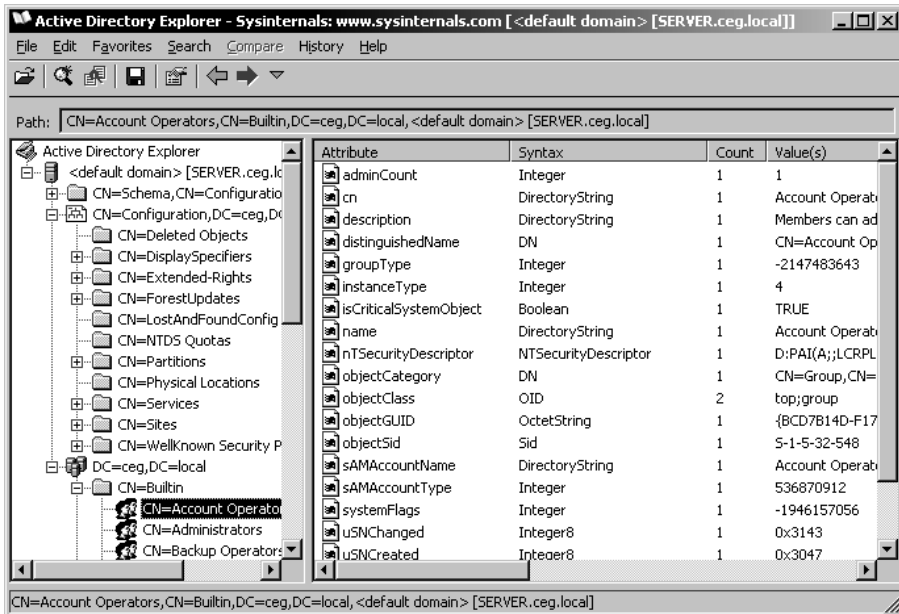 Active Directory Explorer - Sysinternals: www.sysinternals.com [<default domain> [SERVER.ceg.local]]
File Edit Favorites Search Compare History Help
Path: CN=Account Operators,CN=Builtin,DC=ceg,DC=local,<default domain> [SERVER.ceg.local]
Active Directory Explorer
<default domain> [SERVER.ceg.lo
CN=Schema,CN=Configuratio
CN=Configuration,DC=ceg,D
CN=Deleted Objects
CN=DisplaySpecifiers
CN=Extended-Rights
CN=ForestUpdates
CN=LostAndFoundConfig
CN=NTDS Quotas
CN=Partitions
CN=Physical Locations
CN=Services
CN=Sites
CN=WellKnown Security P
DC=ceg,DC=local
CN=Builtin
CN=Account Operator
CN=Administrators
CN=Backup Operators
Attribute Syntax Count Value(s)
adminCount Integer 1 1
cn DirectoryString 1 Account Operat
description DirectoryString 1 Members can ad
distinguishedName DN 1 CN=Account Op
groupType Integer 1 -2147483643
instanceType Integer 1 4
isCriticalSystemObject Boolean 1 TRUE
name DirectoryString 1 Account Operat
nTSecurityDescriptor NTSecurityDescriptor 1 D:PAI(A;;LCRPL
objectCategory DN 1 CN=Group,CN=
objectClass OID 2 top;group
objectGUID OctetString 1 {BCD7B14D-F17
objectSid Sid 1 S-1-5-32-548
sAMAccountName DirectoryString 1 Account Operat
sAMAccountType Integer 1 536870912
systemFlags Integer 1 -1946157056
uSNChanged Integer8 1 0x3143
uSNCreated Integer8 1 0x3047
CN=Account Operators,CN=Builtin,DC=ceg,DC=local,<default domain> [SERVER.ceg.local]